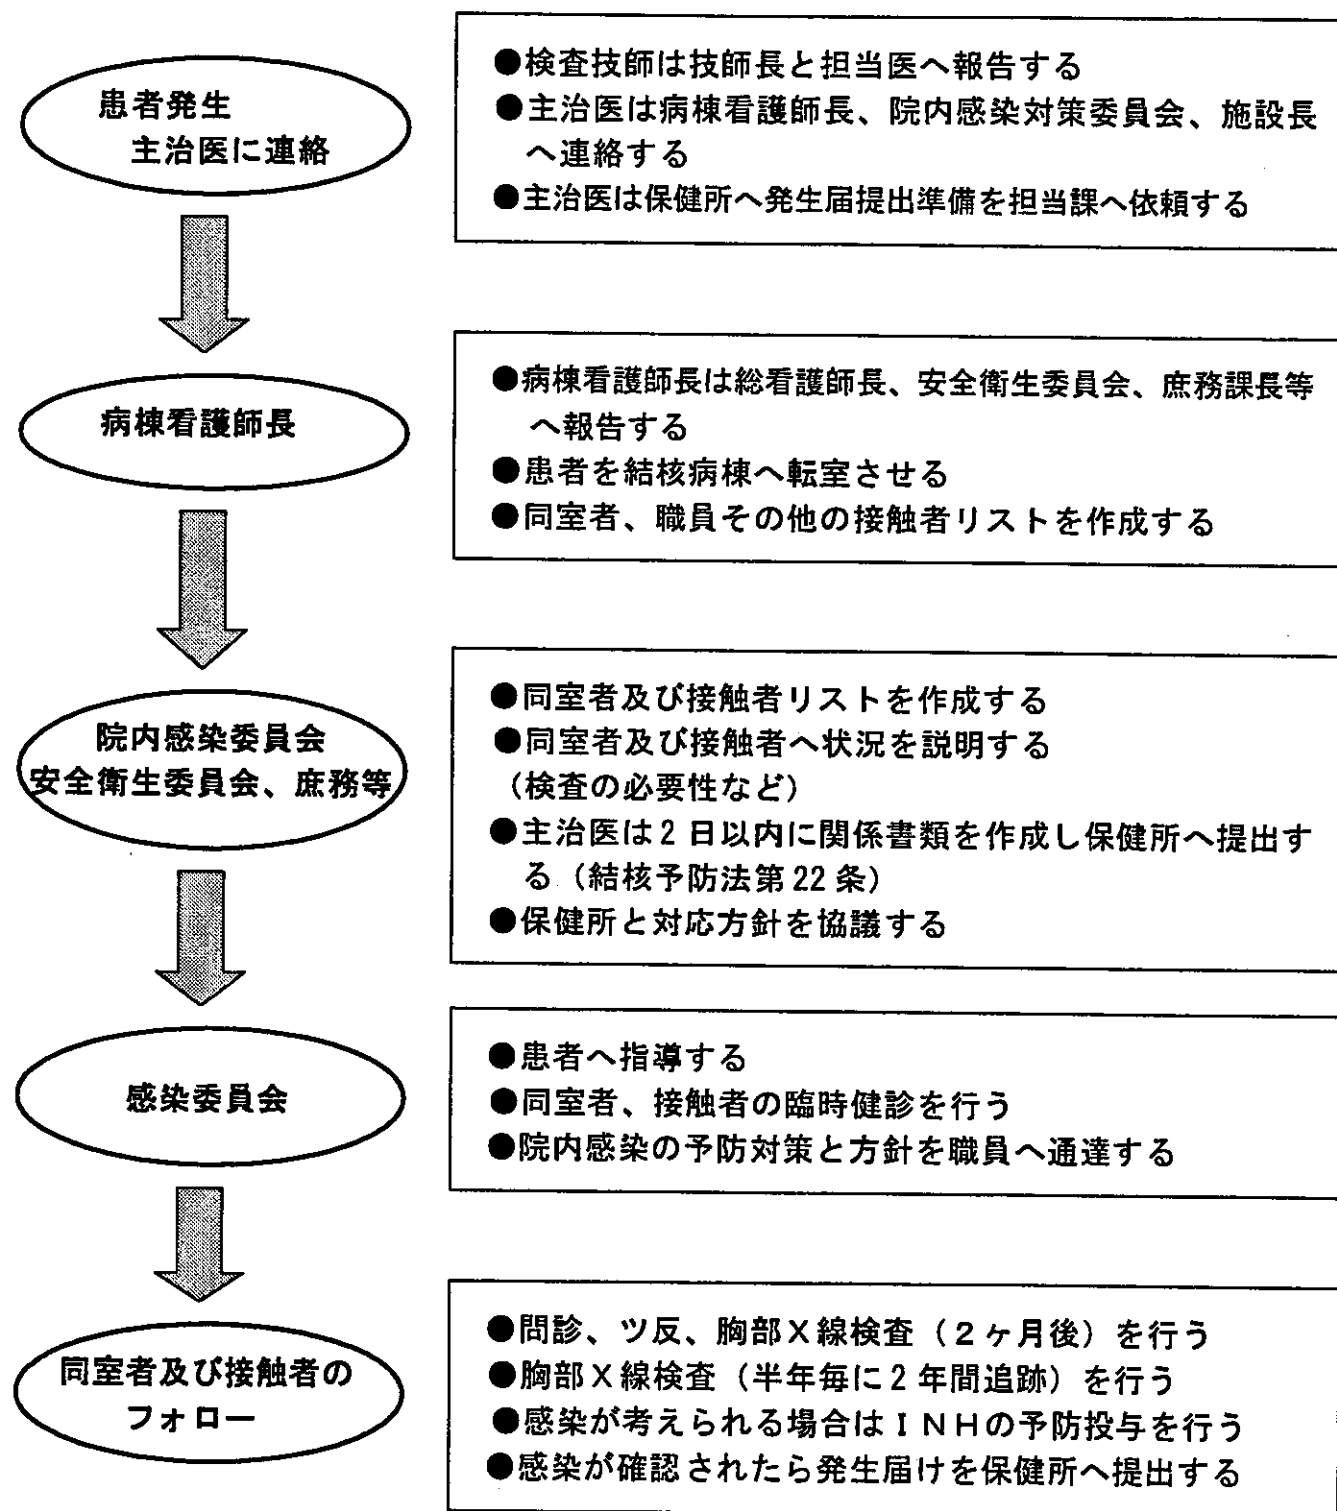 患者発生
主治医に連絡
●検査技師は技師長と担当医へ報告する
●主治医は病棟看護師長、院内感染対策委員会、施設長
へ連絡する
●主治医は保健所へ発生届提出準備を担当課へ依頼する
病棟看護師長
●病棟看護師長は総看護師長、安全衛生委員会、庶務課長等
へ報告する
●患者を結核病棟へ転室させる
●同室者、職員その他の接触者リストを作成する
院内感染委員会
安全衛生委員会、庶務等
●同室者及び接触者リストを作成する
●同室者及び接触者へ状況を説明する
（検査の必要性など）
●主治医は2日以内に関係書類を作成し保健所へ提出す
る（結核予防法第22条）
●保健所と対応方針を協議する
感染委員会
●患者へ指導する
●同室者、接触者の臨時健診を行う
●院内感染の予防対策と方針を職員へ通達する
同室者及び接触者の
フォロー
●問診、ツ反、胸部X線検査（2ヶ月後）を行う
●胸部X線検査（半年毎に2年間追跡）を行う
●感染が考えられる場合はINHの予防投与を行う
●感染が確認されたら発生届けを保健所へ提出する